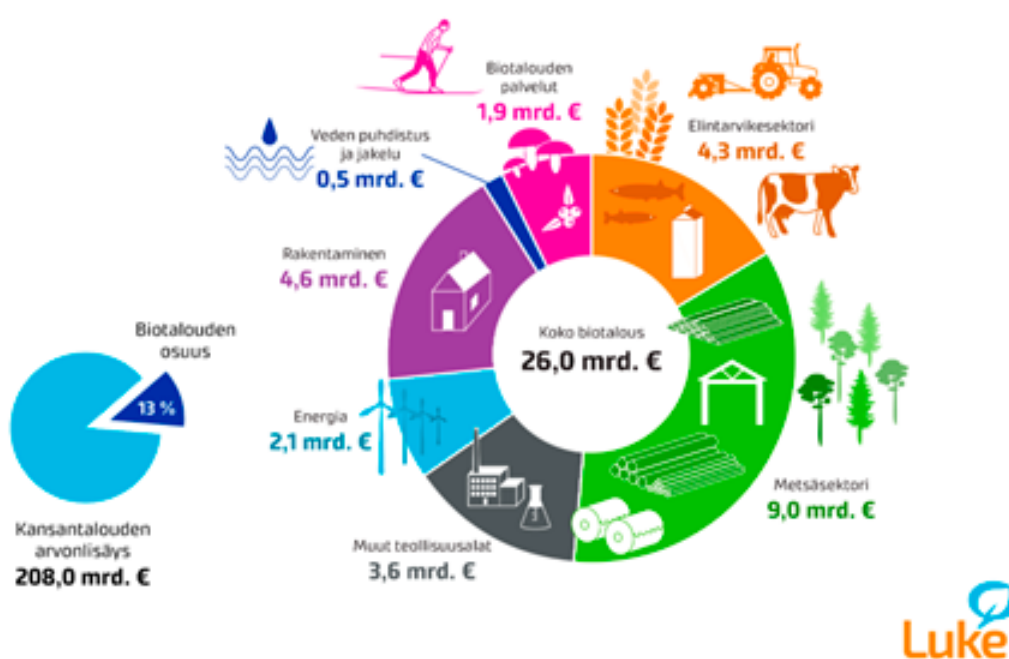 Biotalouden
palvelut
1,9 mrd. €
Elintarvikesektori
4,3 mrd. €
Veden puhdistus
ja jakelu
0,5 mrd. €
Rakentaminen
4,6 mrd. €
Koko biotalous
26,0 mrd. €
Biotalouden
osuus
13 %
Energia
2,1 mrd. €
Metsäsektori
9,0 mrd. €
Muut teollisuusalat
3,6 mrd. €
Kansantalouden
arvonlisäys
208,0 mrd. €
Luke